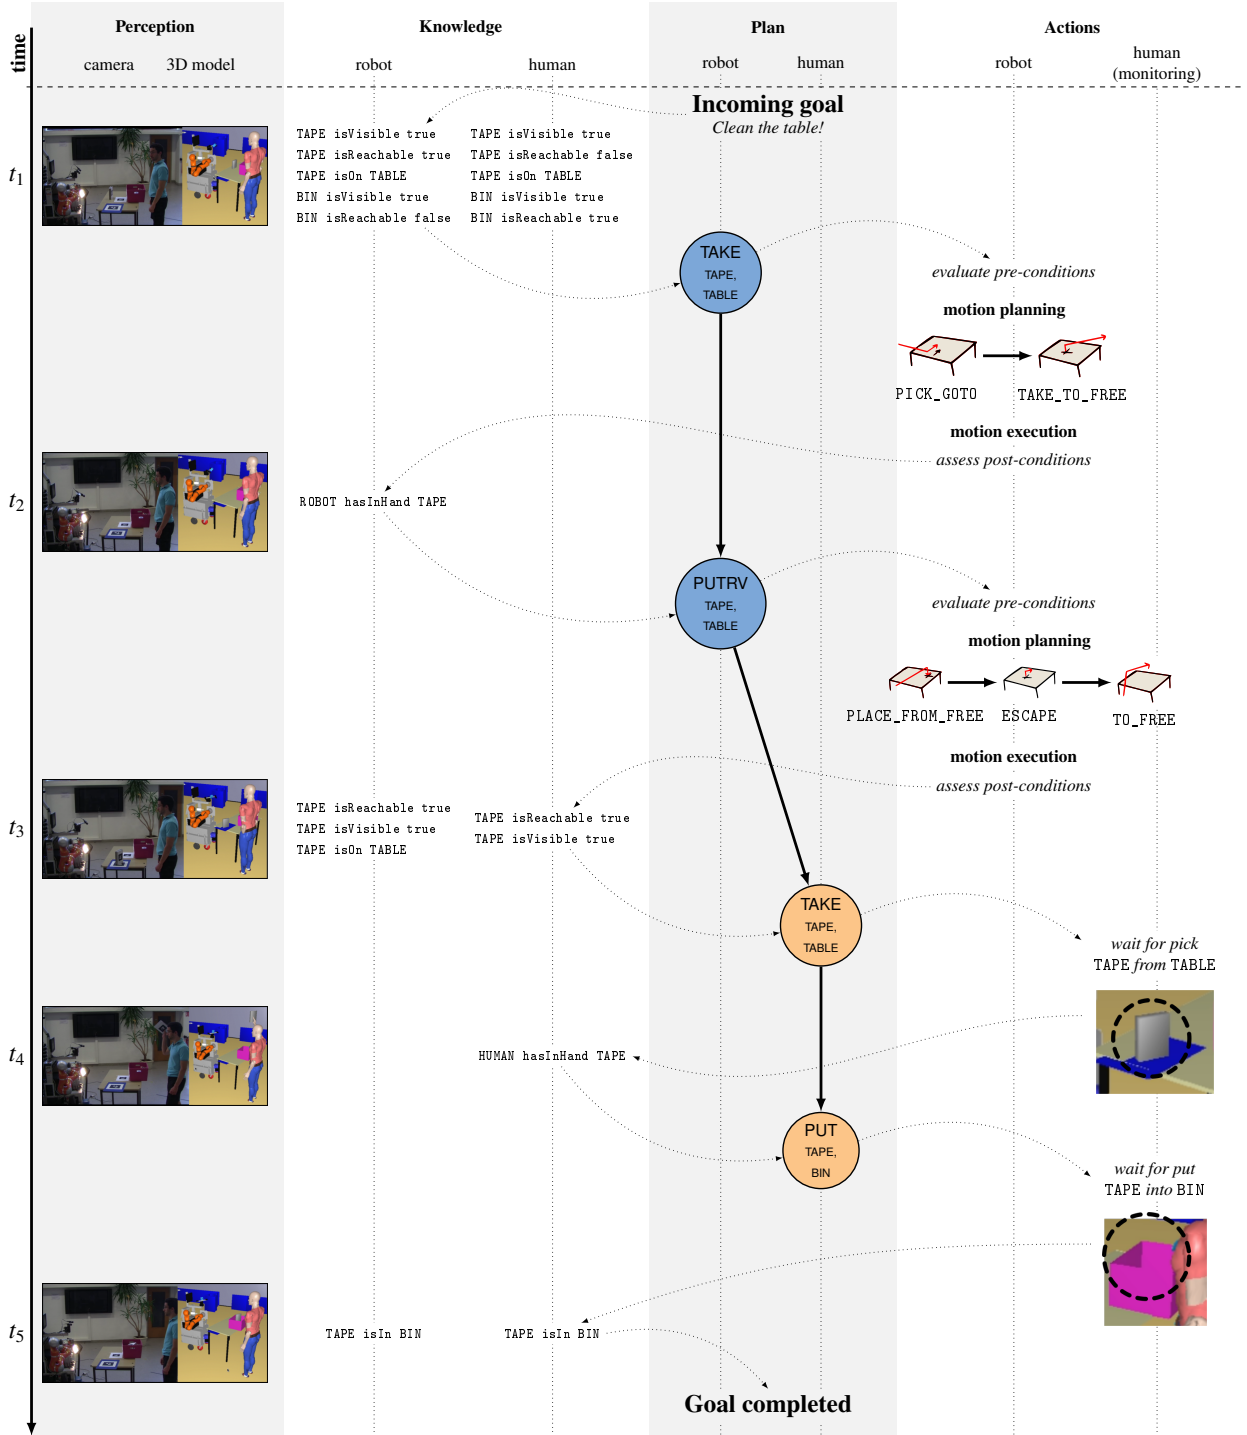 time
Perception
Knowledge
Plan
Actions
camera
3D model
robot
human
robot
human
robot
human
(monitoring)
Incoming goal
Clean the table!
t1
TAPE isVisible true
TAPE isReachable true
TAPE isOn TABLE
BIN isVisible true
BIN isReachable false
TAPE isVisible true
TAPE isReachable false
TAPE isOn TABLE
BIN isVisible true
BIN isReachable true
TAKE
TAPE,
TABLE
evaluate pre-conditions
motion planning
PICK_GOTO
TAKE_TO_FREE
motion execution
assess post-conditions
t2
ROBOT hasInHand TAPE
PUTRV
TAPE,
TABLE
evaluate pre-conditions
motion planning
PLACE_FROM_FREE
ESCAPE
TO_FREE
motion execution
assess post-conditions
t3
TAPE isReachable true
TAPE isVisible true
TAPE isOn TABLE
TAPE isReachable true
TAPE isVisible true
TAKE
TAPE,
TABLE
wait for pick
TAPE from TABLE
t4
HUMAN hasInHand TAPE
PUT
TAPE,
BIN
wait for put
TAPE into BIN
t5
TAPE isIn BIN
TAPE isIn BIN
Goal completed